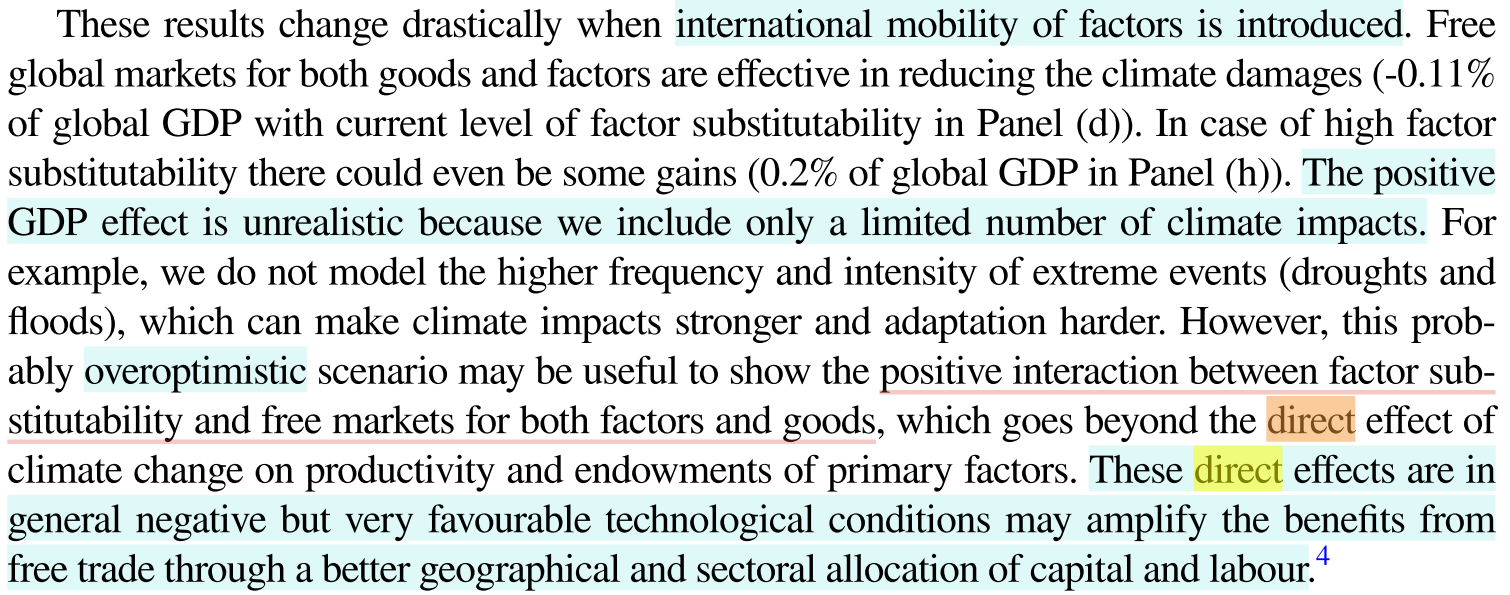 These results change drastically when international mobility of factors is introduced. Free
global markets for both goods and factors are effective in reducing the climate damages (-0.11%
of global GDP with current level of factor substitutability in Panel (d)). In case of high factor
substitutability there could even be some gains (0.2% of global GDP in Panel (h)). The positive
GDP effect is unrealistic because we include only a limited number of climate impacts. For
example, we do not model the higher frequency and intensity of extreme events (droughts and
floods), which can make climate impacts stronger and adaptation harder. However, this prob-
ably overoptimistic scenario may be useful to show the positive interaction between factor sub-
stitutability and free markets for both factors and goods, which goes beyond the direct effect of
climate change on productivity and endowments of primary factors. These direct effects are in
general negative but very favourable technological conditions may amplify the benefits from
free trade through a better geographical and sectoral allocation of capital and labour.4